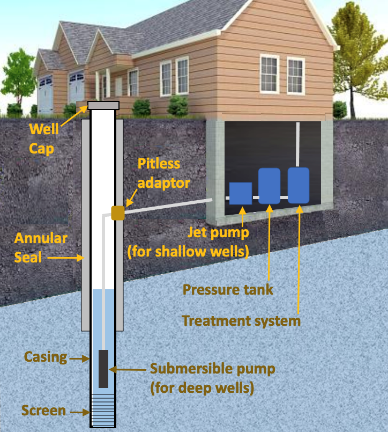 Well
Cap
Pitless
adaptor
Annular
Seal
Jet pump
(for shallow wells)
Pressure tank
Treatment system
Casing
Submersible pump
(for deep wells)
Screen